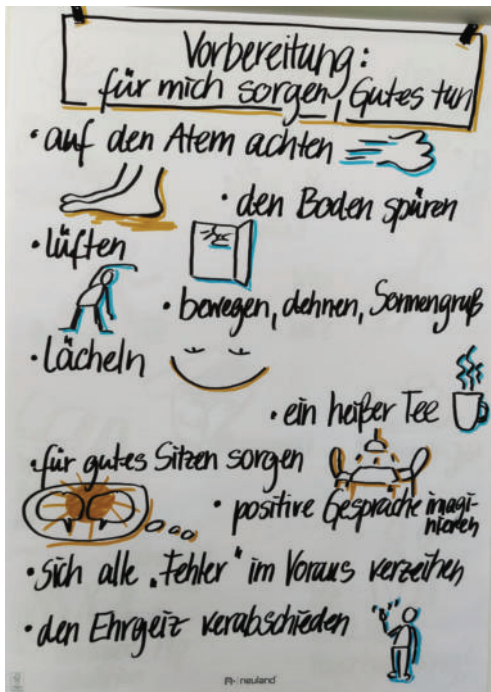 Vorbereitung:
für mich sorgen, Gutes tun
• auf den Atem achten
• den Boden spüren
• lüften
• bewegen, dehnen, Sonnengruß
• Lächeln
• ein heißer Tee
• für gutes Sitzen sorgen
• positive Gespräche imagi-
nieren
• sich alle „Fehler" im Voraus verzeihen
• den Ehrgeiz verabschieden
neuland